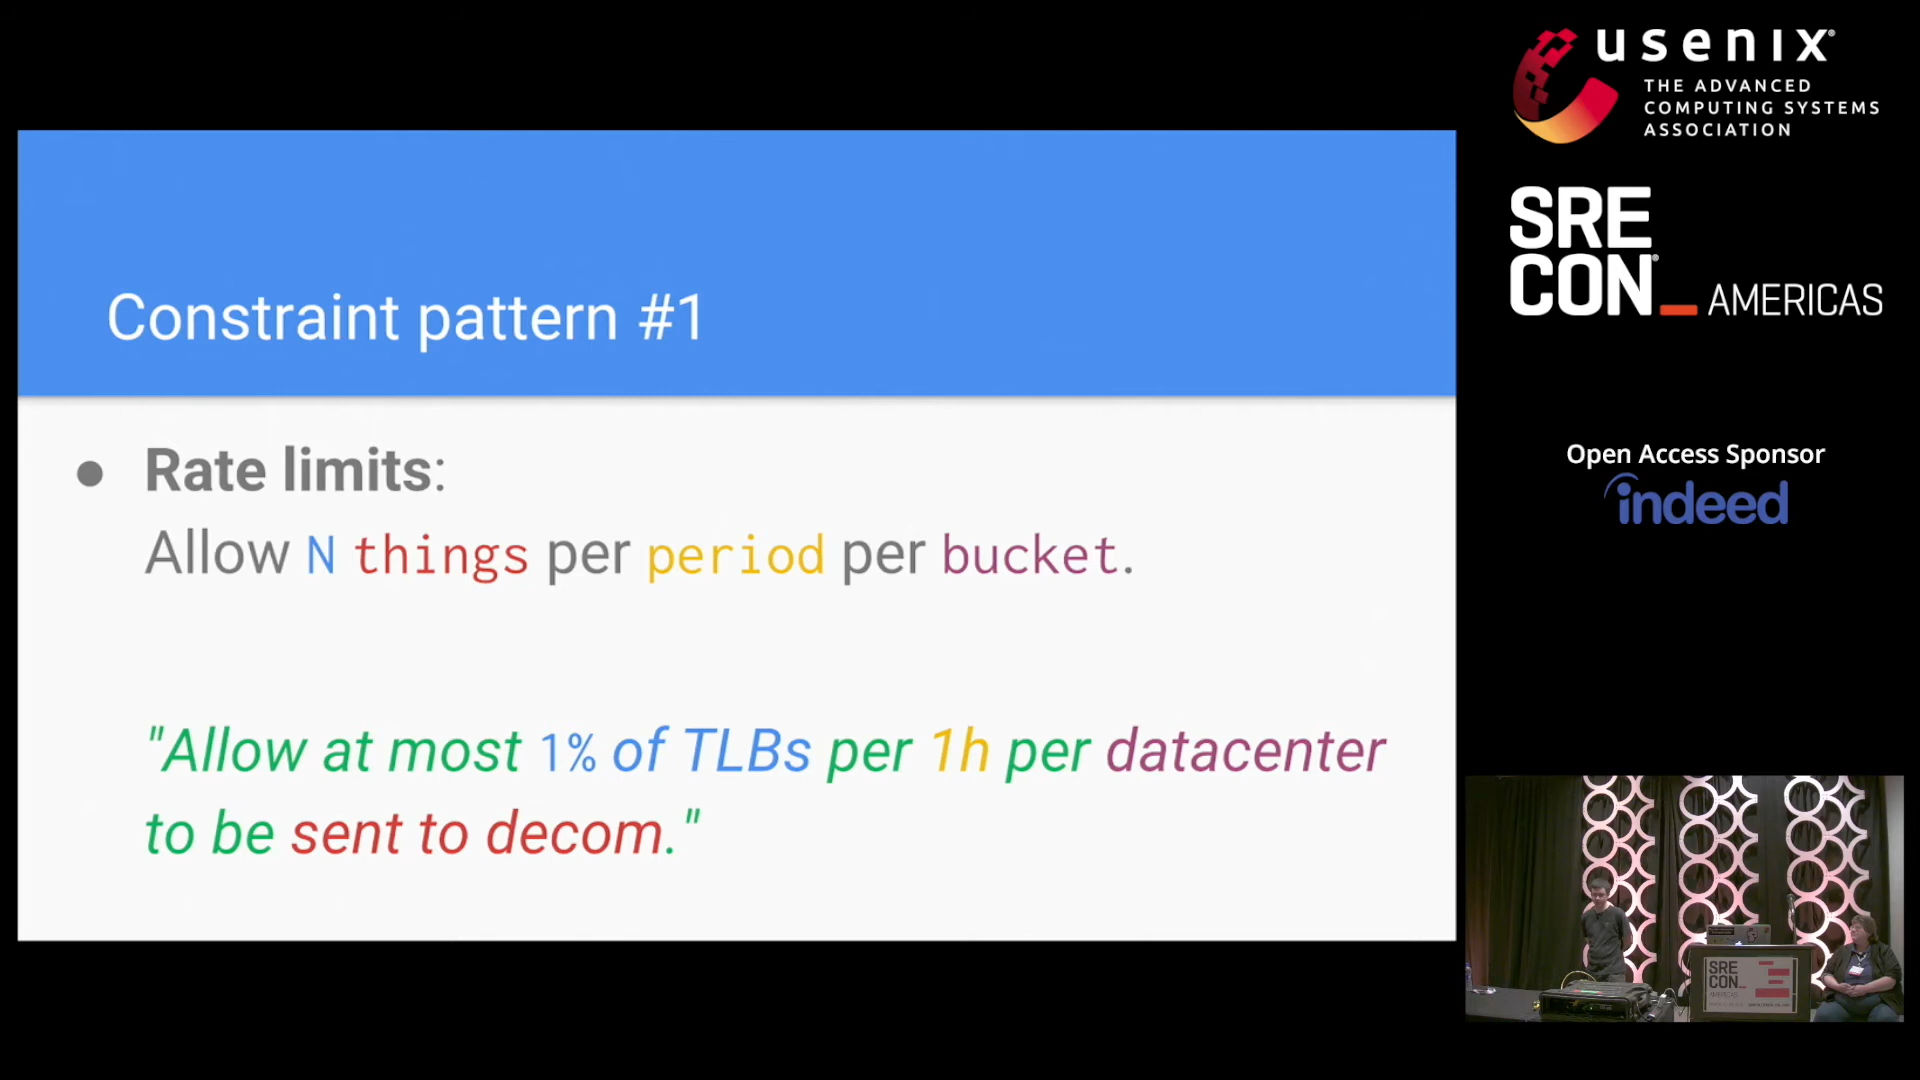 usenix
THE ADVANCED
COMPUTING SYSTEMS
ASSOCIATION
SRE
CON_AMERICAS
Constraint pattern #1
● Rate limits:
Allow N things per period per bucket.
"Allow at most 1% of TLBs per 1h per datacenter
to be sent to decom."
Open Access Sponsor
indeed
SRE
CON_
AMERICAS